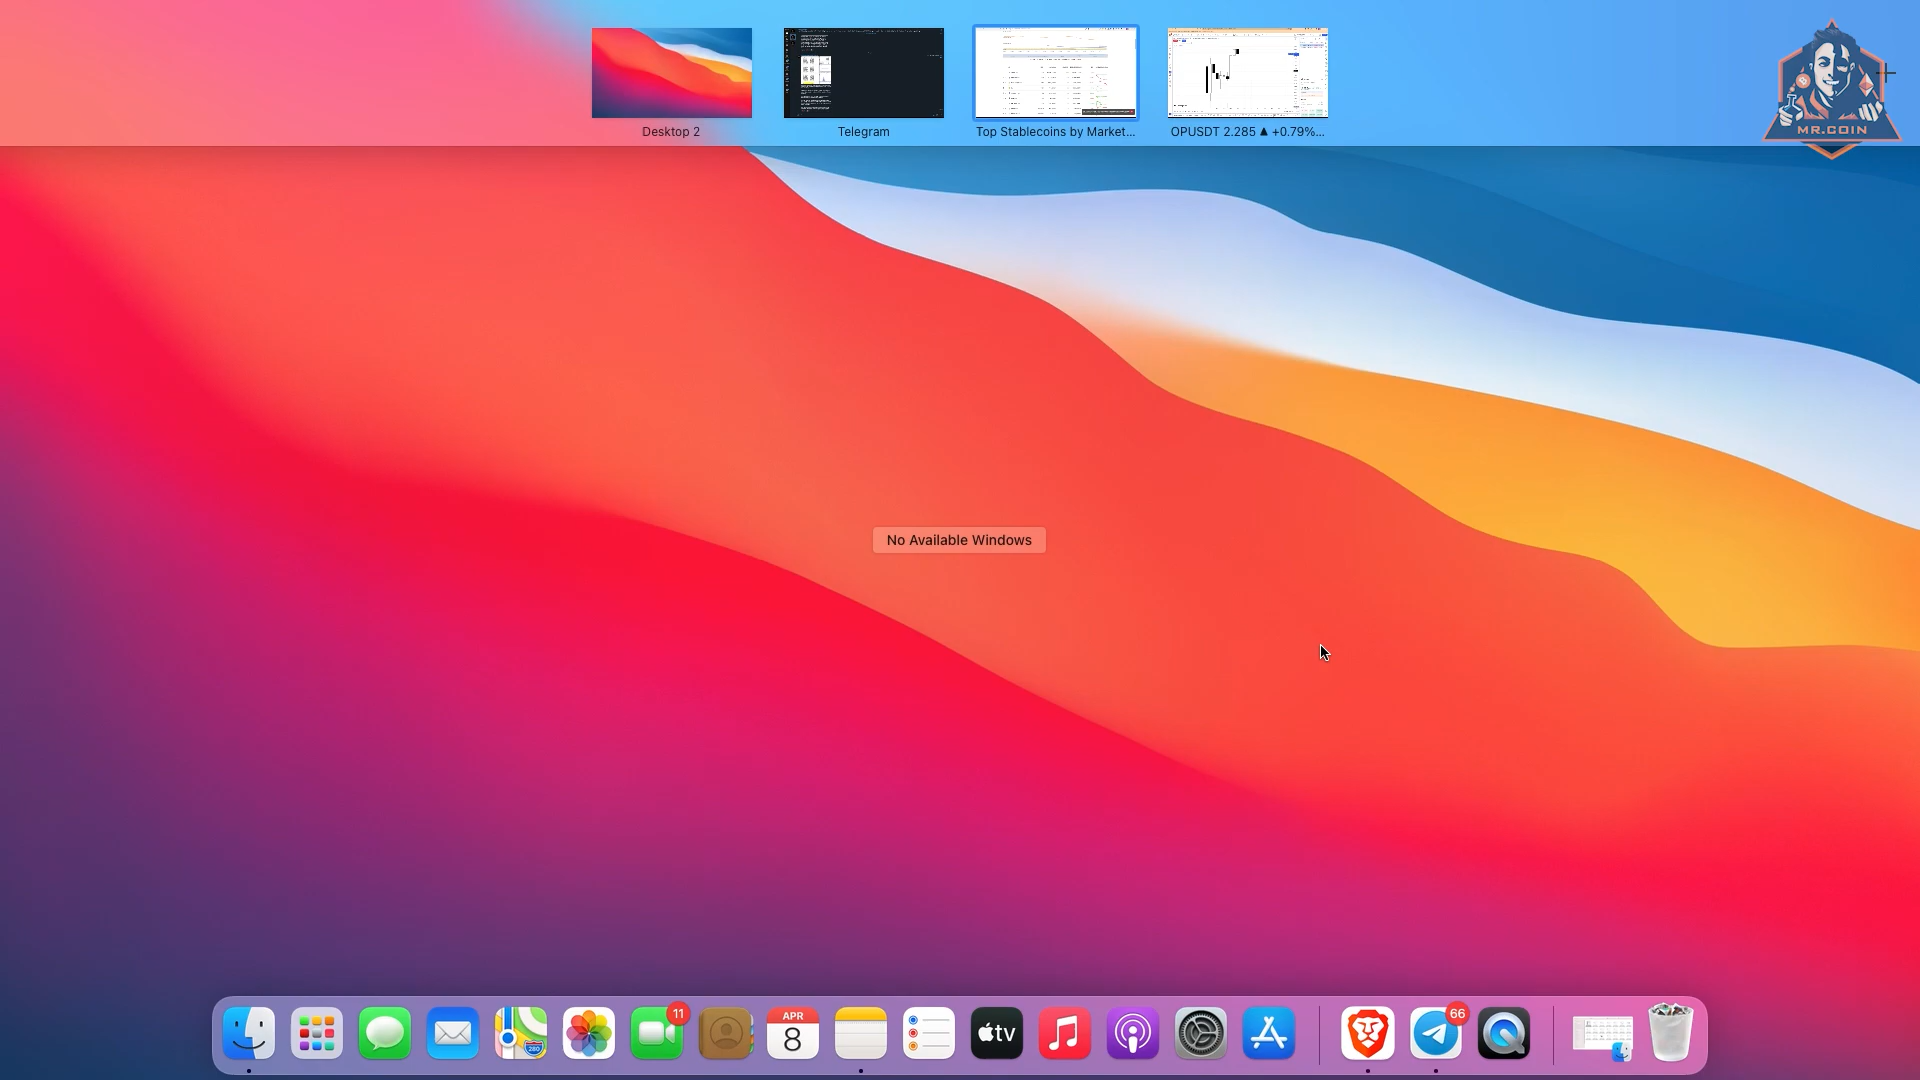 Desktop 2
Telegram
Top Stablecoins by Market...
OPUSDT 2.285 ▲ +0.79%...
MR.COIN
No Available Windows
11
APR
8
280
tv
66